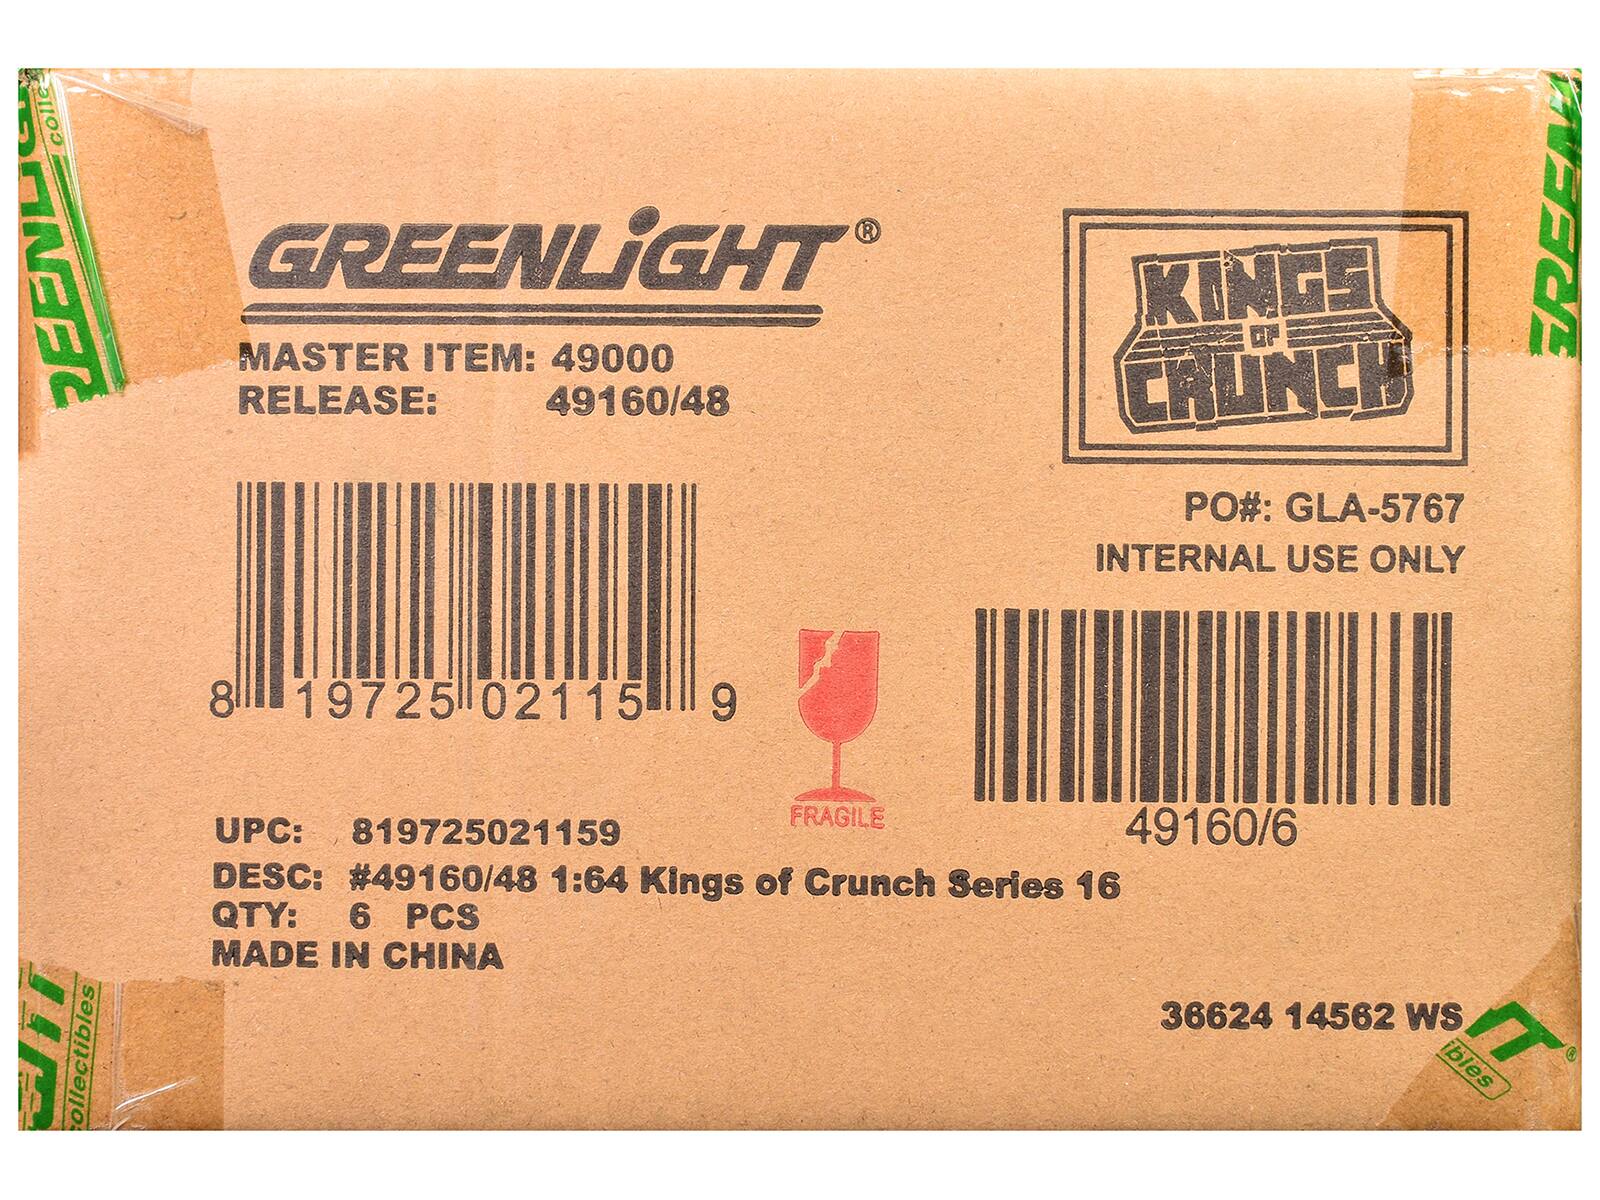 GREENLiGHT®
MASTER ITEM: 49000
RELEASE: 49160/48
KINGS
OF
CRUNCH
PO#: GLA-5767
INTERNAL USE ONLY
8 19725 02115 9
49160/6
FRAGILE
UPC: 819725021159
DESC: #49160/48 1:64 Kings of Crunch Series 16
QTY: 6 PCS
MADE IN CHINA
36624 14562 WS
collectibles